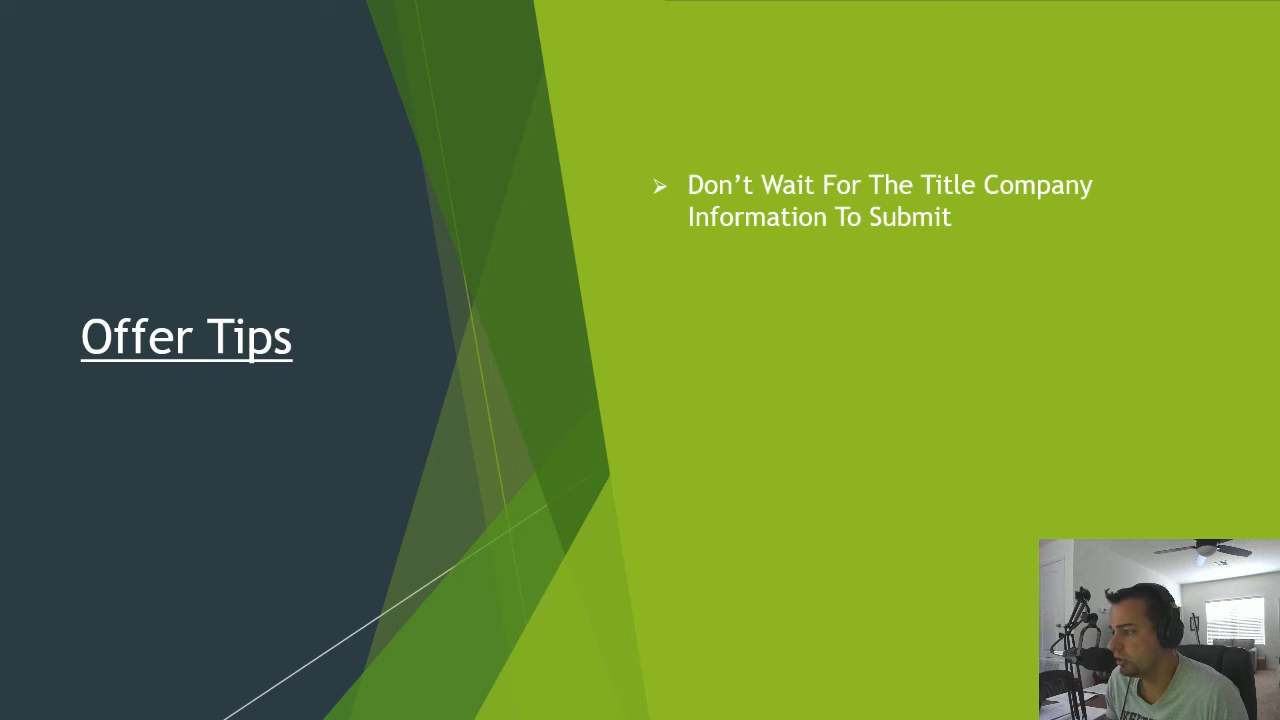 Offer Tips
Don’t Wait For The Title Company
Information To Submit